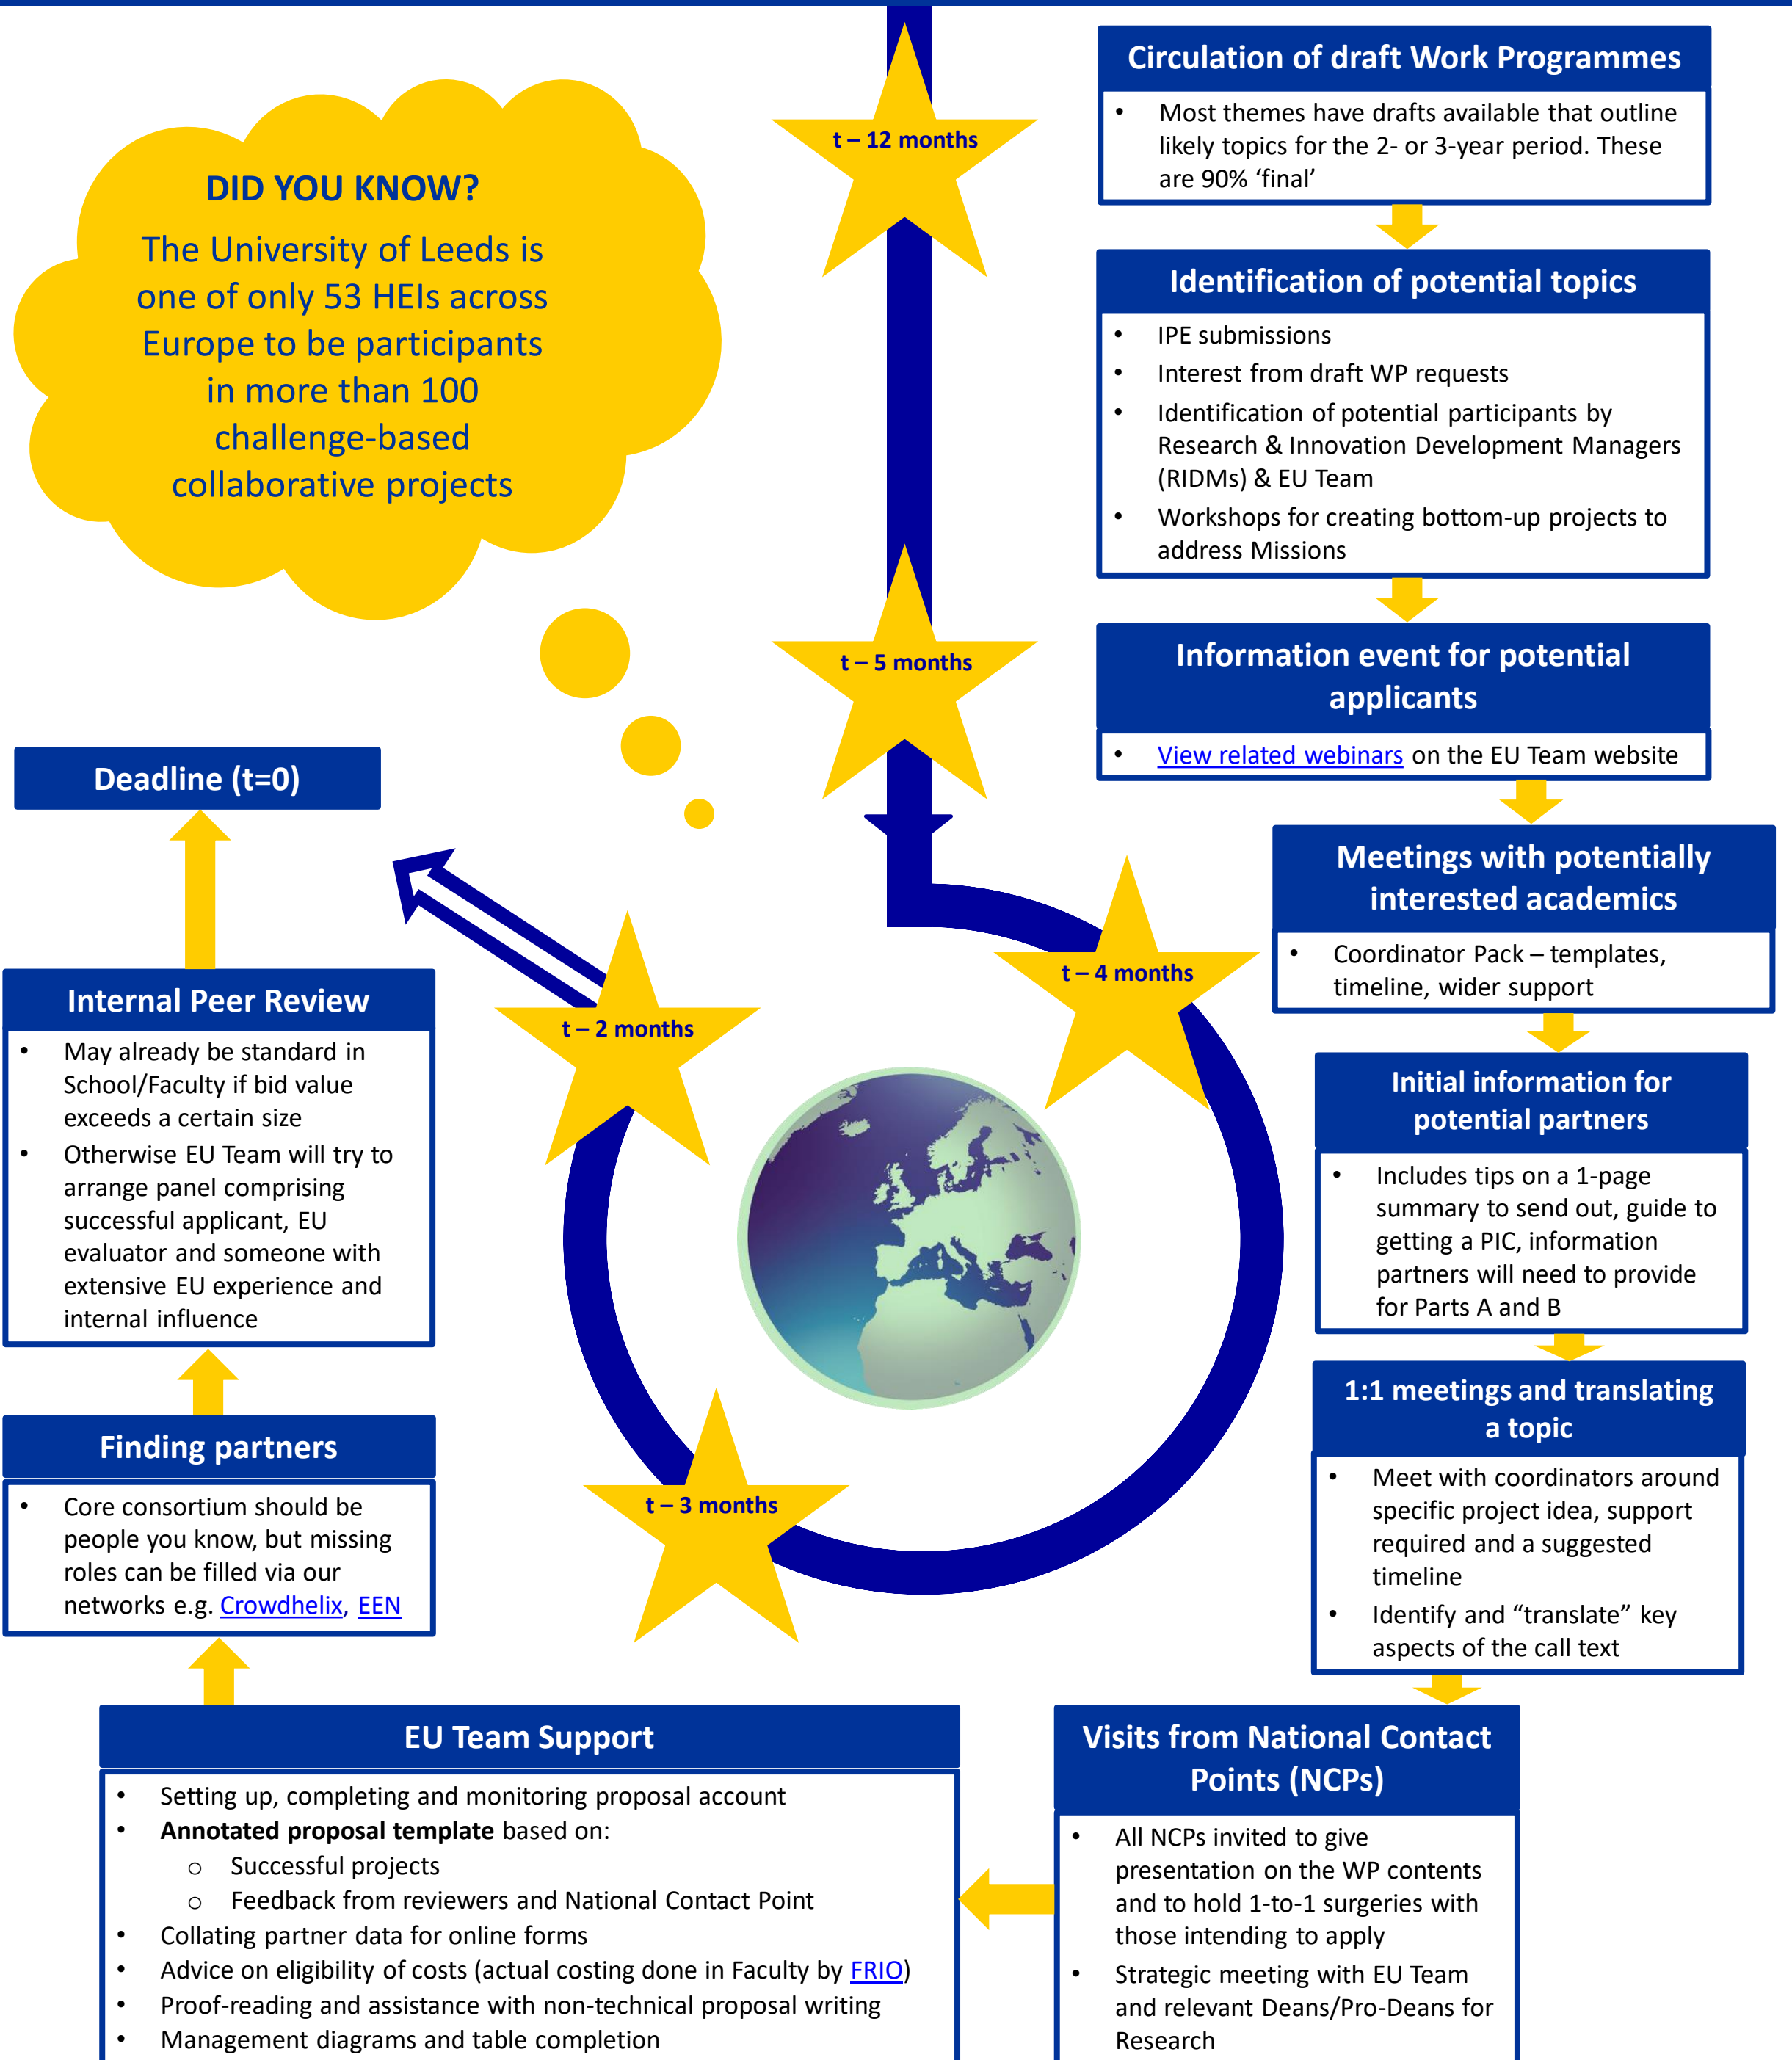 DID YOU KNOW?
The University of Leeds is
one of only 53 HEIs across
Europe to be participants
in more than 100
challenge-based
collaborative projects
t – 12 months
Circulation of draft Work Programmes
• Most themes have drafts available that outline
likely topics for the 2- or 3-year period. These
are 90% ‘final’
Identification of potential topics
• IPE submissions
• Interest from draft WP requests
• Identification of potential participants by
Research & Innovation Development Managers
(RIDMs) & EU Team
• Workshops for creating bottom-up projects to
address Missions
t – 5 months
Information event for potential
applicants
• View related webinars on the EU Team website
Meetings with potentially
interested academics
• Coordinator Pack – templates,
timeline, wider support
t – 4 months
Initial information for
potential partners
• Includes tips on a 1-page
summary to send out, guide to
getting a PIC, information
partners will need to provide
for Parts A and B
1:1 meetings and translating
a topic
• Meet with coordinators around
specific project idea, support
required and a suggested
timeline
• Identify and “translate” key
aspects of the call text
t – 3 months
Visits from National Contact
Points (NCPs)
• All NCPs invited to give
presentation on the WP contents
and to hold 1-to-1 surgeries with
those intending to apply
• Strategic meeting with EU Team
and relevant Deans/Pro-Deans for
Research
EU Team Support
• Setting up, completing and monitoring proposal account
• Annotated proposal template based on:
o Successful projects
o Feedback from reviewers and National Contact Point
• Collating partner data for online forms
• Advice on eligibility of costs (actual costing done in Faculty by FRIO)
• Proof-reading and assistance with non-technical proposal writing
• Management diagrams and table completion
Finding partners
• Core consortium should be
people you know, but missing
roles can be filled via our
networks e.g. Crowdhelix, EEN
t – 2 months
Internal Peer Review
• May already be standard in
School/Faculty if bid value
exceeds a certain size
• Otherwise EU Team will try to
arrange panel comprising
successful applicant, EU
evaluator and someone with
extensive EU experience and
internal influence
Deadline (t=0)